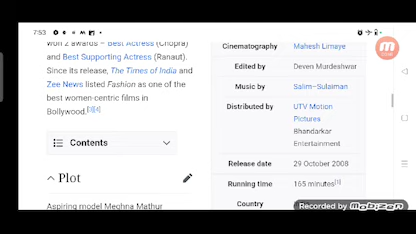 7:53
won 2 awards – Best Actress (Chopra)
and Best Supporting Actress (Ranaut).
Since its release, The Times of India and
Zee News listed Fashion as one of the
best women-centric films in
Bollywood.[3][4]
Contents
Plot
Aspiring model Meghna Mathur
Cinematography Mahesh Limaye
Edited by Deven Murdeshwar
Music by Salim–Sulaiman
Distributed by UTV Motion
Pictures
Bhandarkar
Entertainment
Release date 29 October 2008
Running time 165 minutes[1]
Country
Recorded by Mobizen